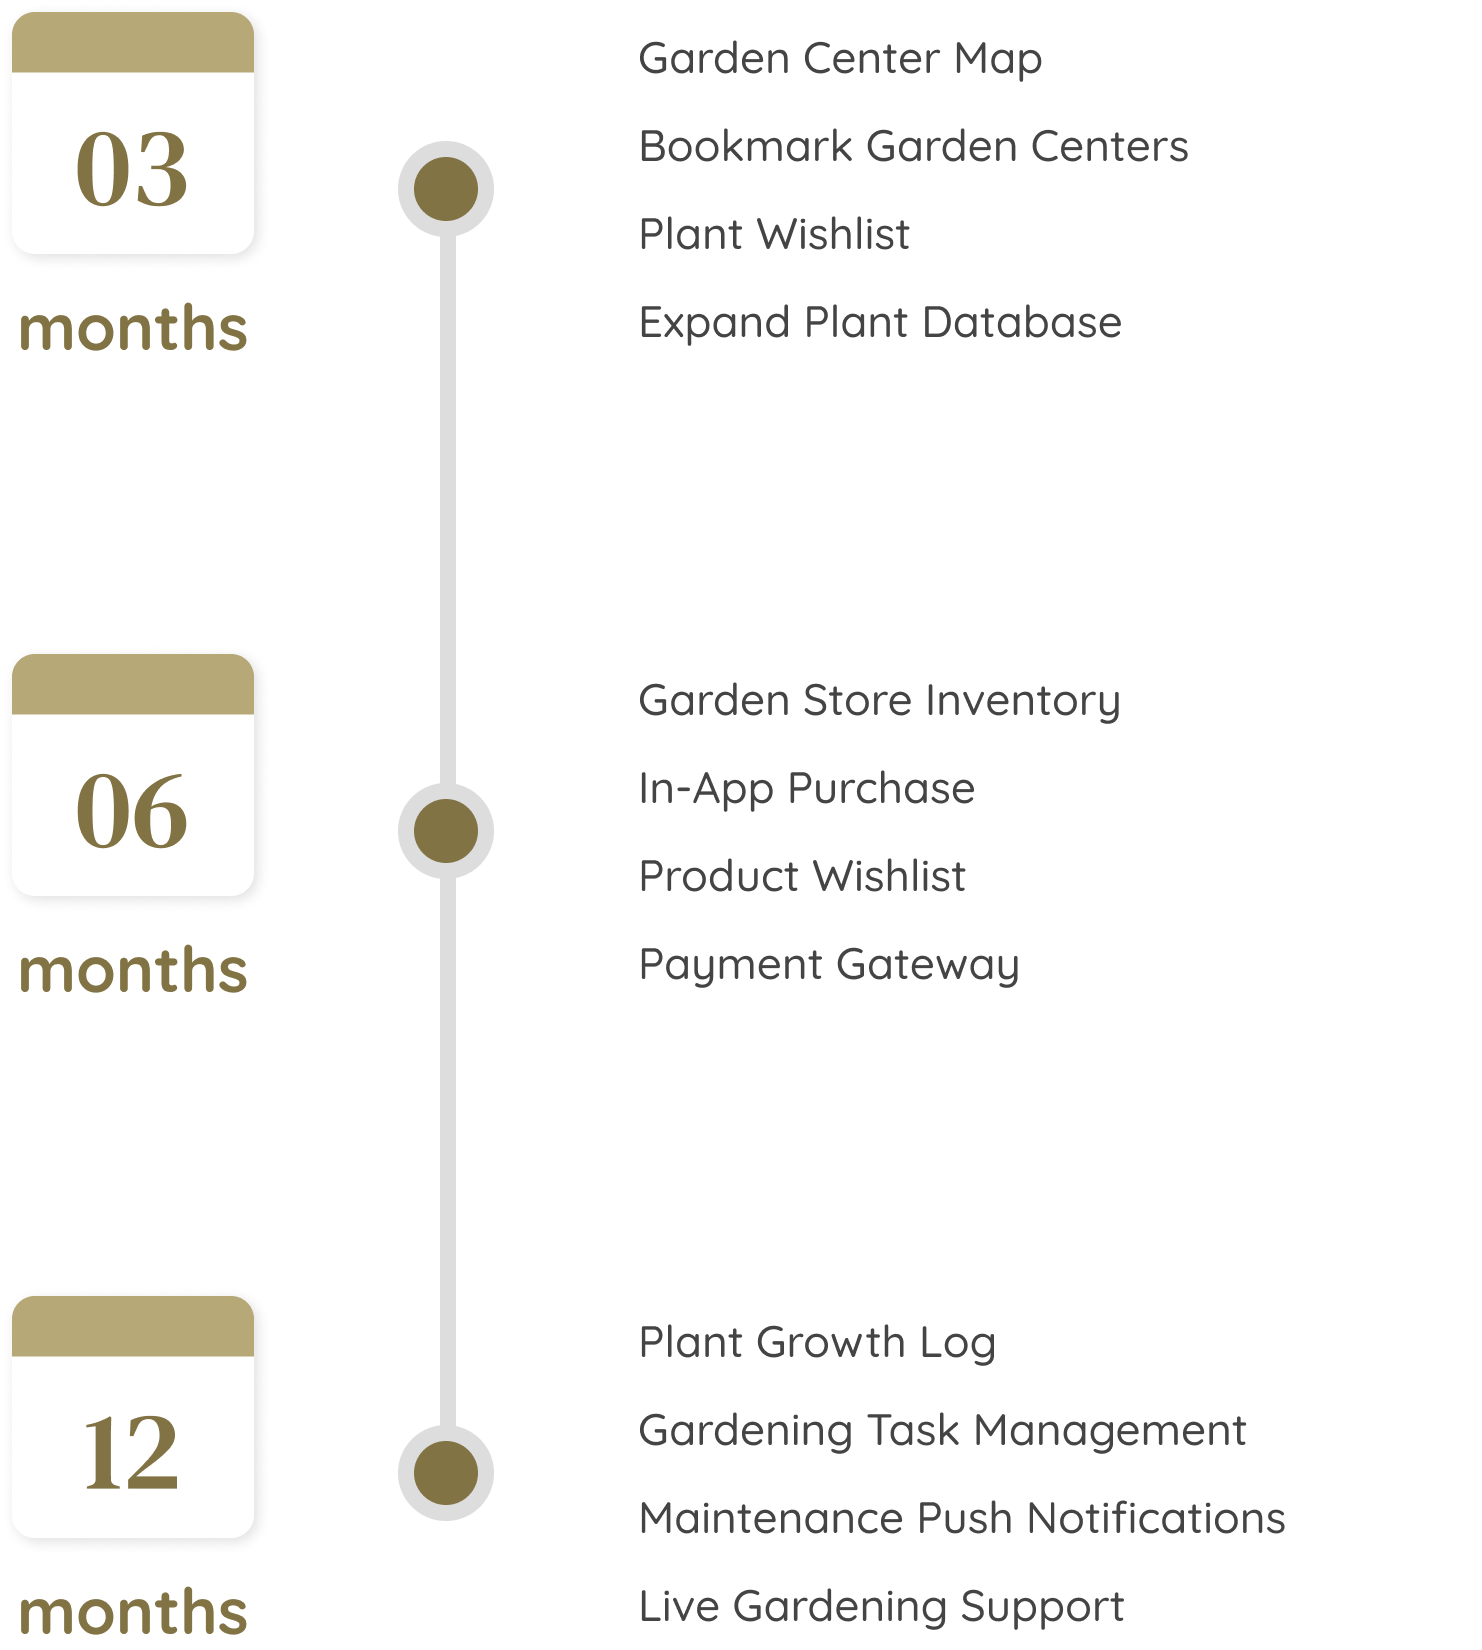 03
months
Garden Center Map
Bookmark Garden Centers
Plant Wishlist
Expand Plant Database
06
months
Garden Store Inventory
In-App Purchase
Product Wishlist
Payment Gateway
12
months
Plant Growth Log
Gardening Task Management
Maintenance Push Notifications
Live Gardening Support